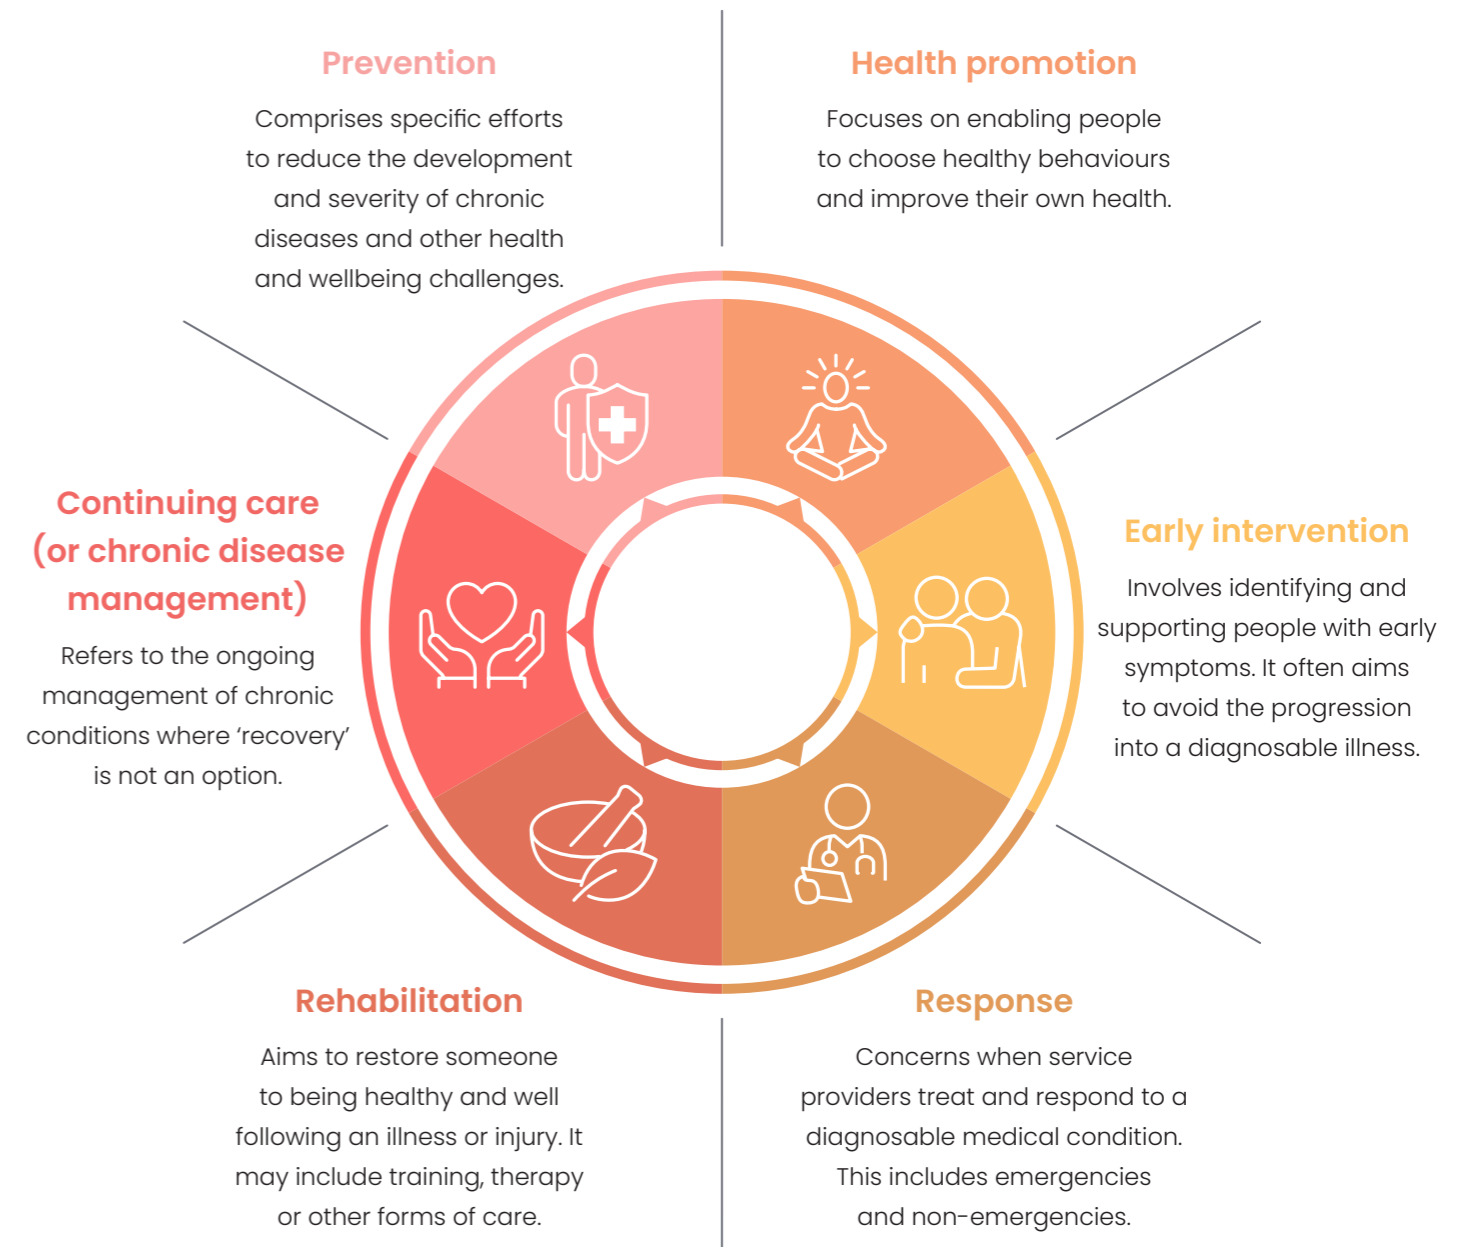 Prevention
Comprises specific efforts
to reduce the development
and severity of chronic
diseases and other health
and wellbeing challenges.
Health promotion
Focuses on enabling people
to choose healthy behaviours
and improve their own health.
Continuing care
(or chronic disease
management)
Refers to the ongoing
management of chronic
conditions where ‘recovery’
is not an option.
Early intervention
Involves identifying and
supporting people with early
symptoms. It often aims
to avoid the progression
into a diagnosable illness.
Rehabilitation
Aims to restore someone
to being healthy and well
following an illness or injury. It
may include training, therapy
or other forms of care.
Response
Concerns when service
providers treat and respond to a
diagnosable medical condition.
This includes emergencies
and non-emergencies.